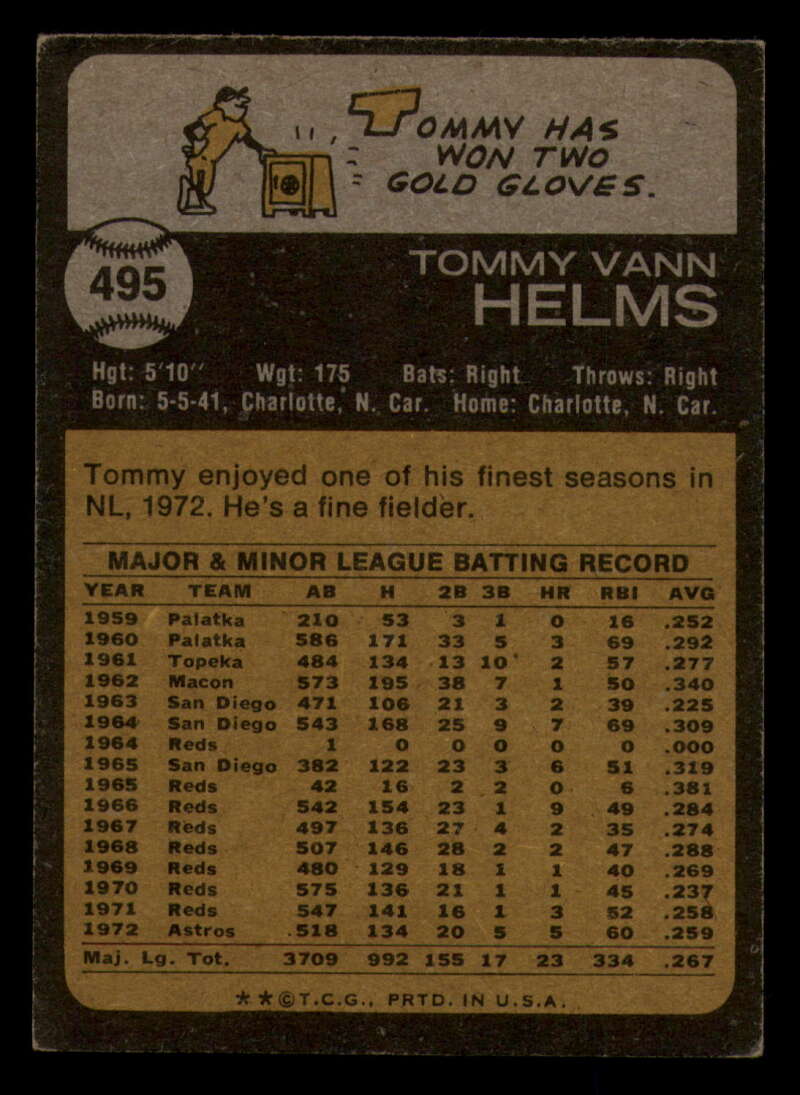 TOMMY HAS
WON TWO
GOLD GLOVES.
495
TOMMY VANN
HELMS
Hgt: 5'10" Wgt: 175 Bats: Right Throws: Right
Born: 5-5-41, Charlotte, N. Car. Home: Charlotte, N. Car.
Tommy enjoyed one of his finest seasons in
NL, 1972. He's a fine fielder.
MAJOR & MINOR LEAGUE BATTING RECORD
YEAR TEAM AB H 2B 3B HR RBI AVG
1959 Palatka 210 53 3 1 0 16 .252
1960 Palatka 586 171 33 5 3 69 .292
1961 Topeka 484 134 13 10 2 57 .277
1962 Macon 573 195 38 7 1 50 .340
1963 San Diego 471 106 21 3 2 39 .225
1964 San Diego 543 168 25 9 7 69 .309
1964 Reds 1 0 0 0 0 0 .000
1965 San Diego 382 122 23 3 6 51 .319
1965 Reds 42 16 2 2 0 6 .381
1966 Reds 542 154 23 1 9 49 .284
1967 Reds 497 136 27 4 2 35 .274
1968 Reds 507 146 28 2 2 47 .288
1969 Reds 480 129 18 1 1 40 .269
1970 Reds 575 136 21 1 1 45 .237
1971 Reds 547 141 16 1 3 52 .258
1972 Astros 518 134 20 5 5 60 .259
Maj. Lg. Tot. 3709 992 155 17 23 334 .267
**©T.C.G., PRTD. IN U.S.A.